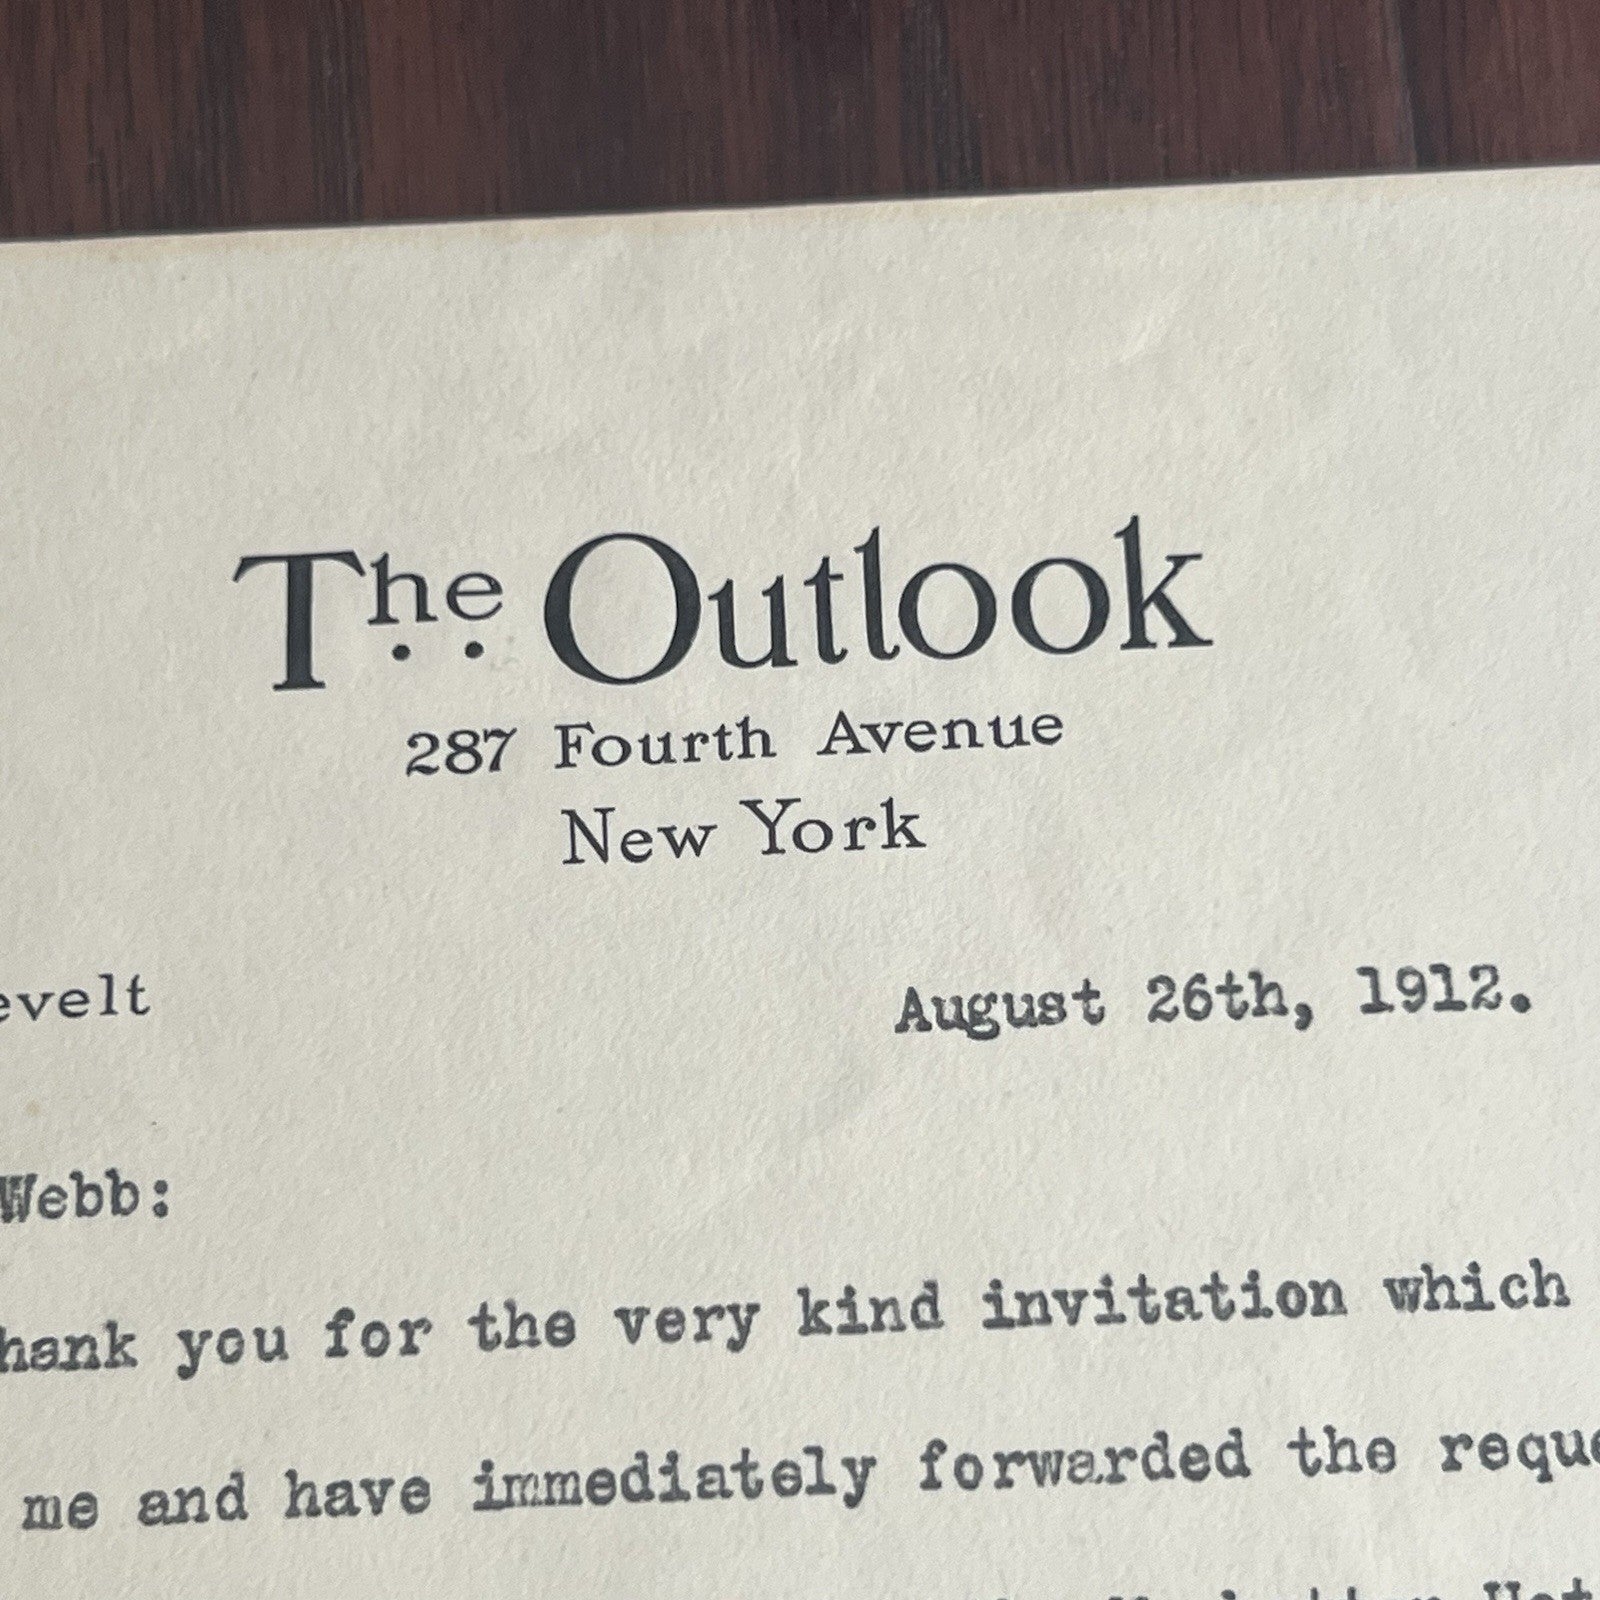 The Outlook
287 Fourth Avenue
New York
evelt August 26th, 1912.
Webb:
hank you for the very kind invitation which
me and have immediately forwarded the reque